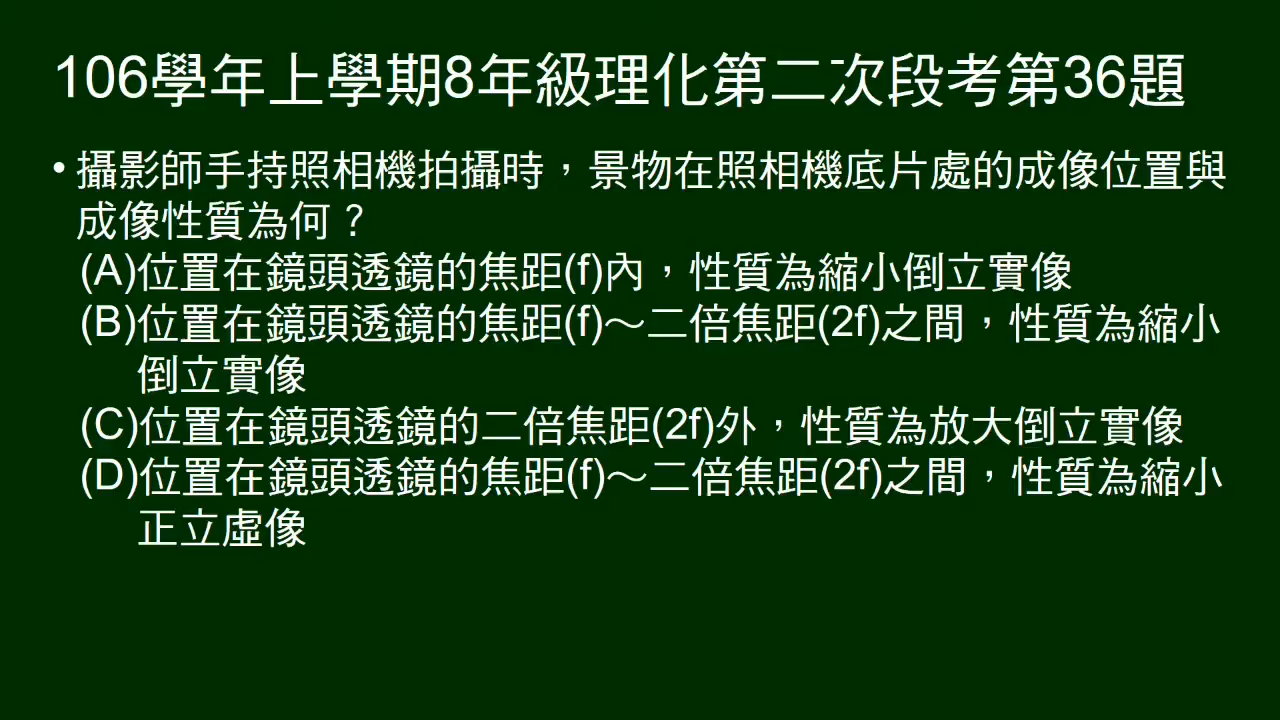 106學年上學期8年級理化第二次段考第36題
•攝影師手持照相機拍攝時，景物在照相機底片處的成像位置與
成像性質為何？
(A)位置在鏡頭透鏡的焦距(f)內，性質為縮小倒立實像
(B)位置在鏡頭透鏡的焦距(f)～二倍焦距(2f)之間，性質為縮小
倒立實像
(C)位置在鏡頭透鏡的二倍焦距(2f)外，性質為放大倒立實像
(D)位置在鏡頭透鏡的焦距(f)～二倍焦距(2f)之間，性質為縮小
正立虛像